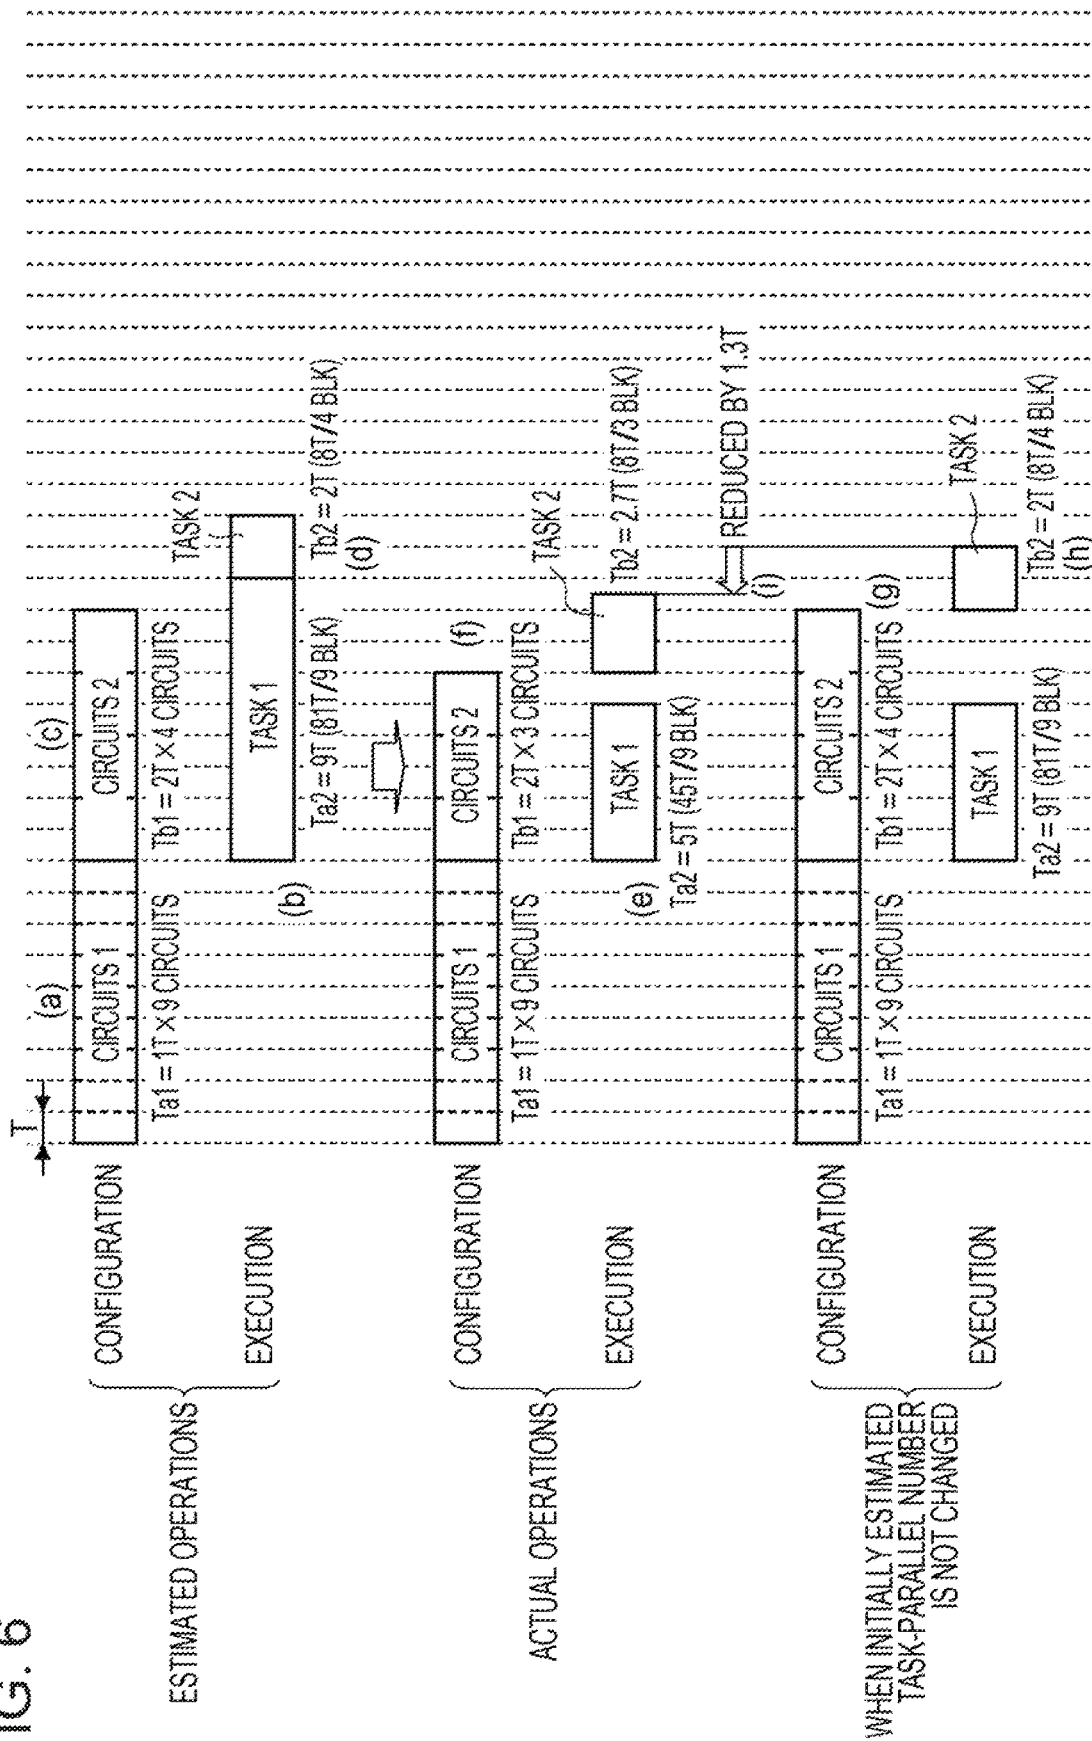 IG. 6
T
ESTIMATED OPERATIONS
CONFIGURATION
(a)
CIRCUITS 1
(c)
CIRCUITS 2
Ta1 = 1T×9 CIRCUITS
Tb1 = 2T×4 CIRCUITS
EXECUTION
TASK 1
TASK 2
(b)
Ta2 = 9T (81T/9 BLK)
Tb2 = 2T (8T/4 BLK)
(d)
ACTUAL OPERATIONS
CONFIGURATION
CIRCUITS 1
CIRCUITS 2
(f)
Ta1 = 1T×9 CIRCUITS
Tb1 = 2T×3 CIRCUITS
EXECUTION
TASK 1
TASK 2
(e)
Ta2 = 5T (45T/9 BLK)
Tb2 = 2.7T (8T/3 BLK)
REDUCED BY 1.3T
(i)
WHEN INITIALLY ESTIMATED
TASK-PARALLEL NUMBER
IS NOT CHANGED
CONFIGURATION
CIRCUITS 1
CIRCUITS 2
(g)
Ta1 = 1T×9 CIRCUITS
Tb1 = 2T×4 CIRCUITS
EXECUTION
TASK 1
TASK 2
Ta2 = 9T (81T/9 BLK)
Tb2 = 2T (8T/4 BLK)
(h)